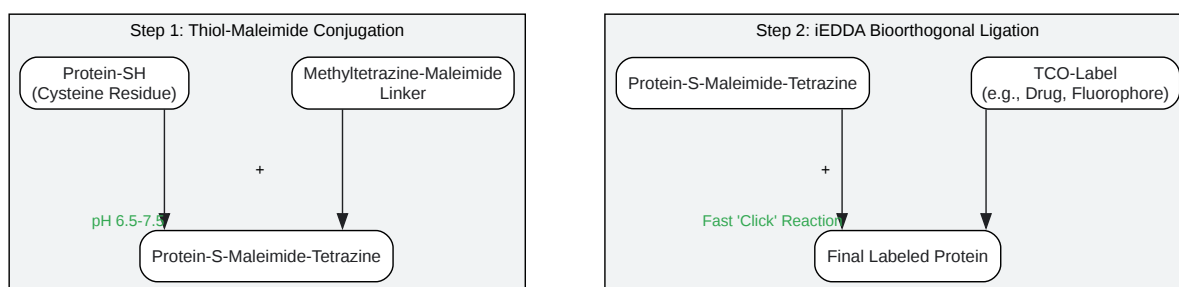 Step 1: Thiol-Maleimide Conjugation
Protein-SH
(Cysteine Residue)
Methyltetrazine-Maleimide
Linker
+
pH 6.5-7.5
Protein-S-Maleimide-Tetrazine
Step 2: iEDDA Bioorthogonal Ligation
Protein-S-Maleimide-Tetrazine
TCO-Label
(e.g., Drug, Fluorophore)
+
Fast 'Click' Reaction
Final Labeled Protein